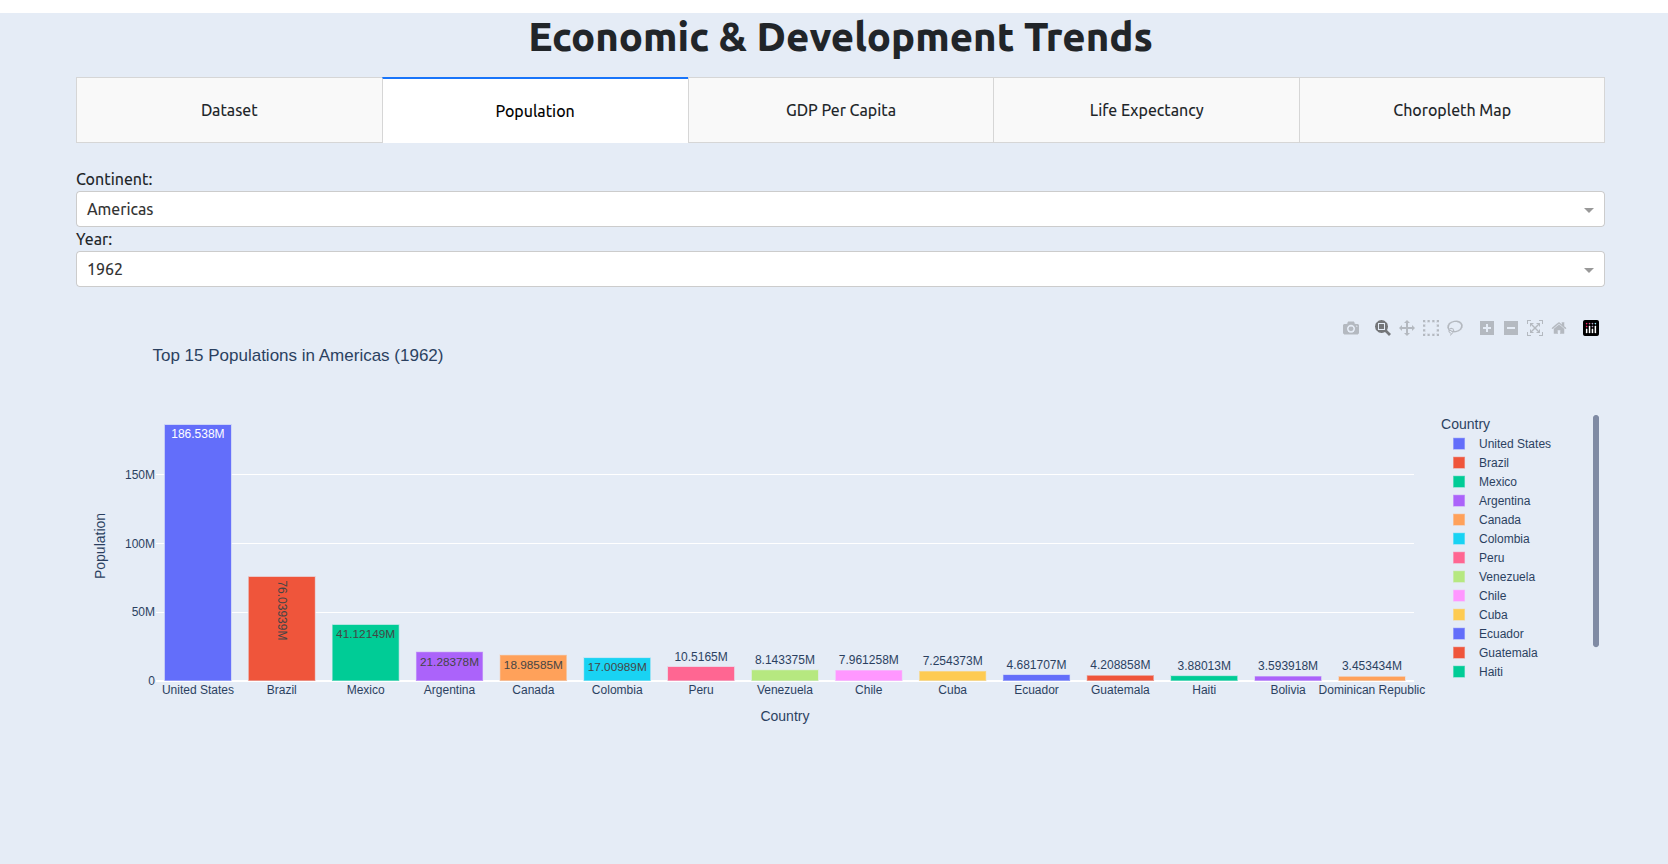 Economic & Development Trends
Dataset
Population
GDP Per Capita
Life Expectancy
Choropleth Map
Continent:
Americas
Year:
1962
Top 15 Populations in Americas (1962)
Population
150M
100M
50M
0
186.538M
76.03939M
41.12149M
21.28378M
18.98585M
17.00989M
10.5165M
8.143375M
7.961258M
7.254373M
4.681707M
4.208858M
3.88013M
3.593918M
3.453434M
United States
Brazil
Mexico
Argentina
Canada
Colombia
Peru
Venezuela
Chile
Cuba
Ecuador
Guatemala
Haiti
Bolivia
Dominican Republic
Country
Country
United States
Brazil
Mexico
Argentina
Canada
Colombia
Peru
Venezuela
Chile
Cuba
Ecuador
Guatemala
Haiti